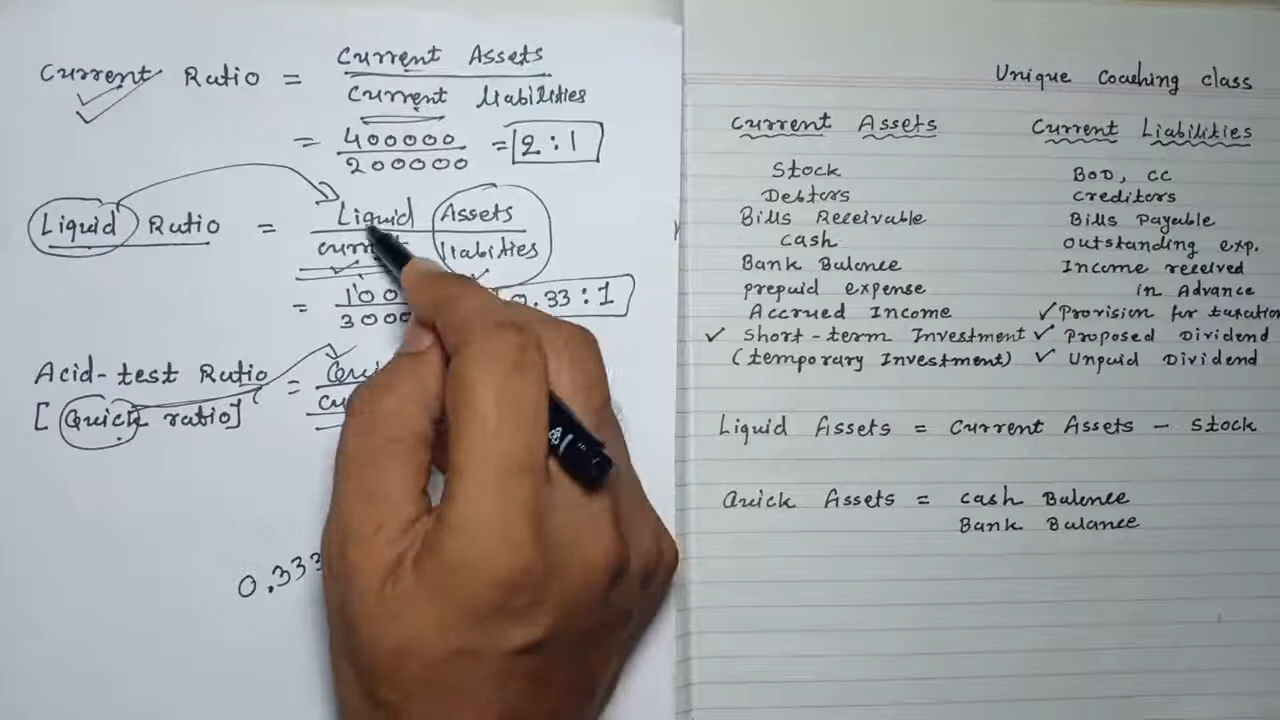 Current Ratio = Current Assets
Current liabilities
= 400000
200000
= 2 : 1
Liquid Ratio = Liquid Assets
liabilities
= 100
3000
0.33 : 1
Acid-test Ratio =
[ Quick ratio]
0.333
Unique Coaching class
Current Assets
Stock
Debtors
Bills Receivable
cash
Bank Balance
prepaid expense
Accrued Income
✓ Short-term Investment
(temporary Investment)
Current Liabilities
BOD, CC
creditors
Bills Payable
outstanding exp.
Income received
in Advance
✓ Provision for taxation
✓ Proposed Dividend
✓ Unpaid Dividend
Liquid Assets = Current Assets - Stock
Quick Assets = cash Balance
Bank Balance